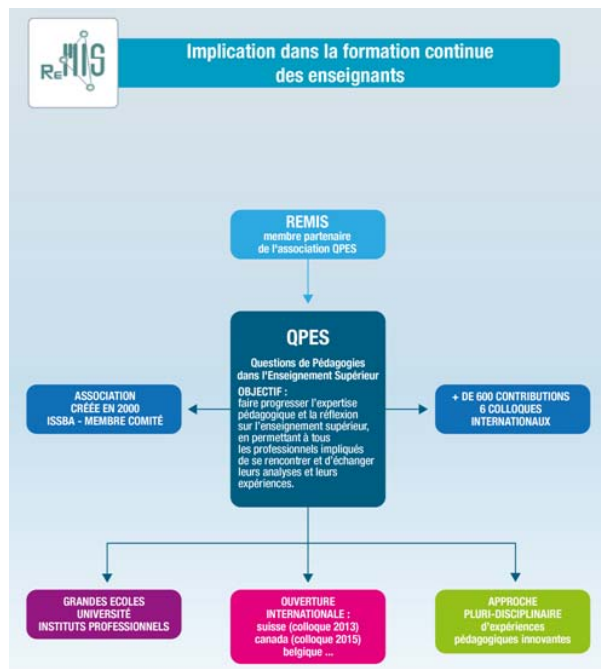 ReMIS
Implication dans la formation continue
des enseignants
REMIS
membre partenaire
de l'association QPES
QPES
Questions de Pédagogies
dans l'Enseignement Supérieur
OBJECTIF :
faire progresser l'expertise
pédagogique et la réflexion
sur l'enseignement supérieur,
en permettant à tous
les professionnels impliqués
de se rencontrer et d'échanger
leurs analyses et leurs
expériences.
ASSOCIATION
CRÉÉE EN 2000
ISSBA - MEMBRE COMITÉ
+ DE 600 CONTRIBUTIONS
6 COLLOQUES
INTERNATIONAUX
GRANDES ECOLES
UNIVERSITÉ
INSTITUTS PROFESSIONNELS
OUVERTURE
INTERNATIONALE :
suisse (colloque 2013)
canada (colloque 2015)
belgique ...
APPROCHE
PLURI-DISCIPLINAIRE
d'expériences
pédagogiques innovantes